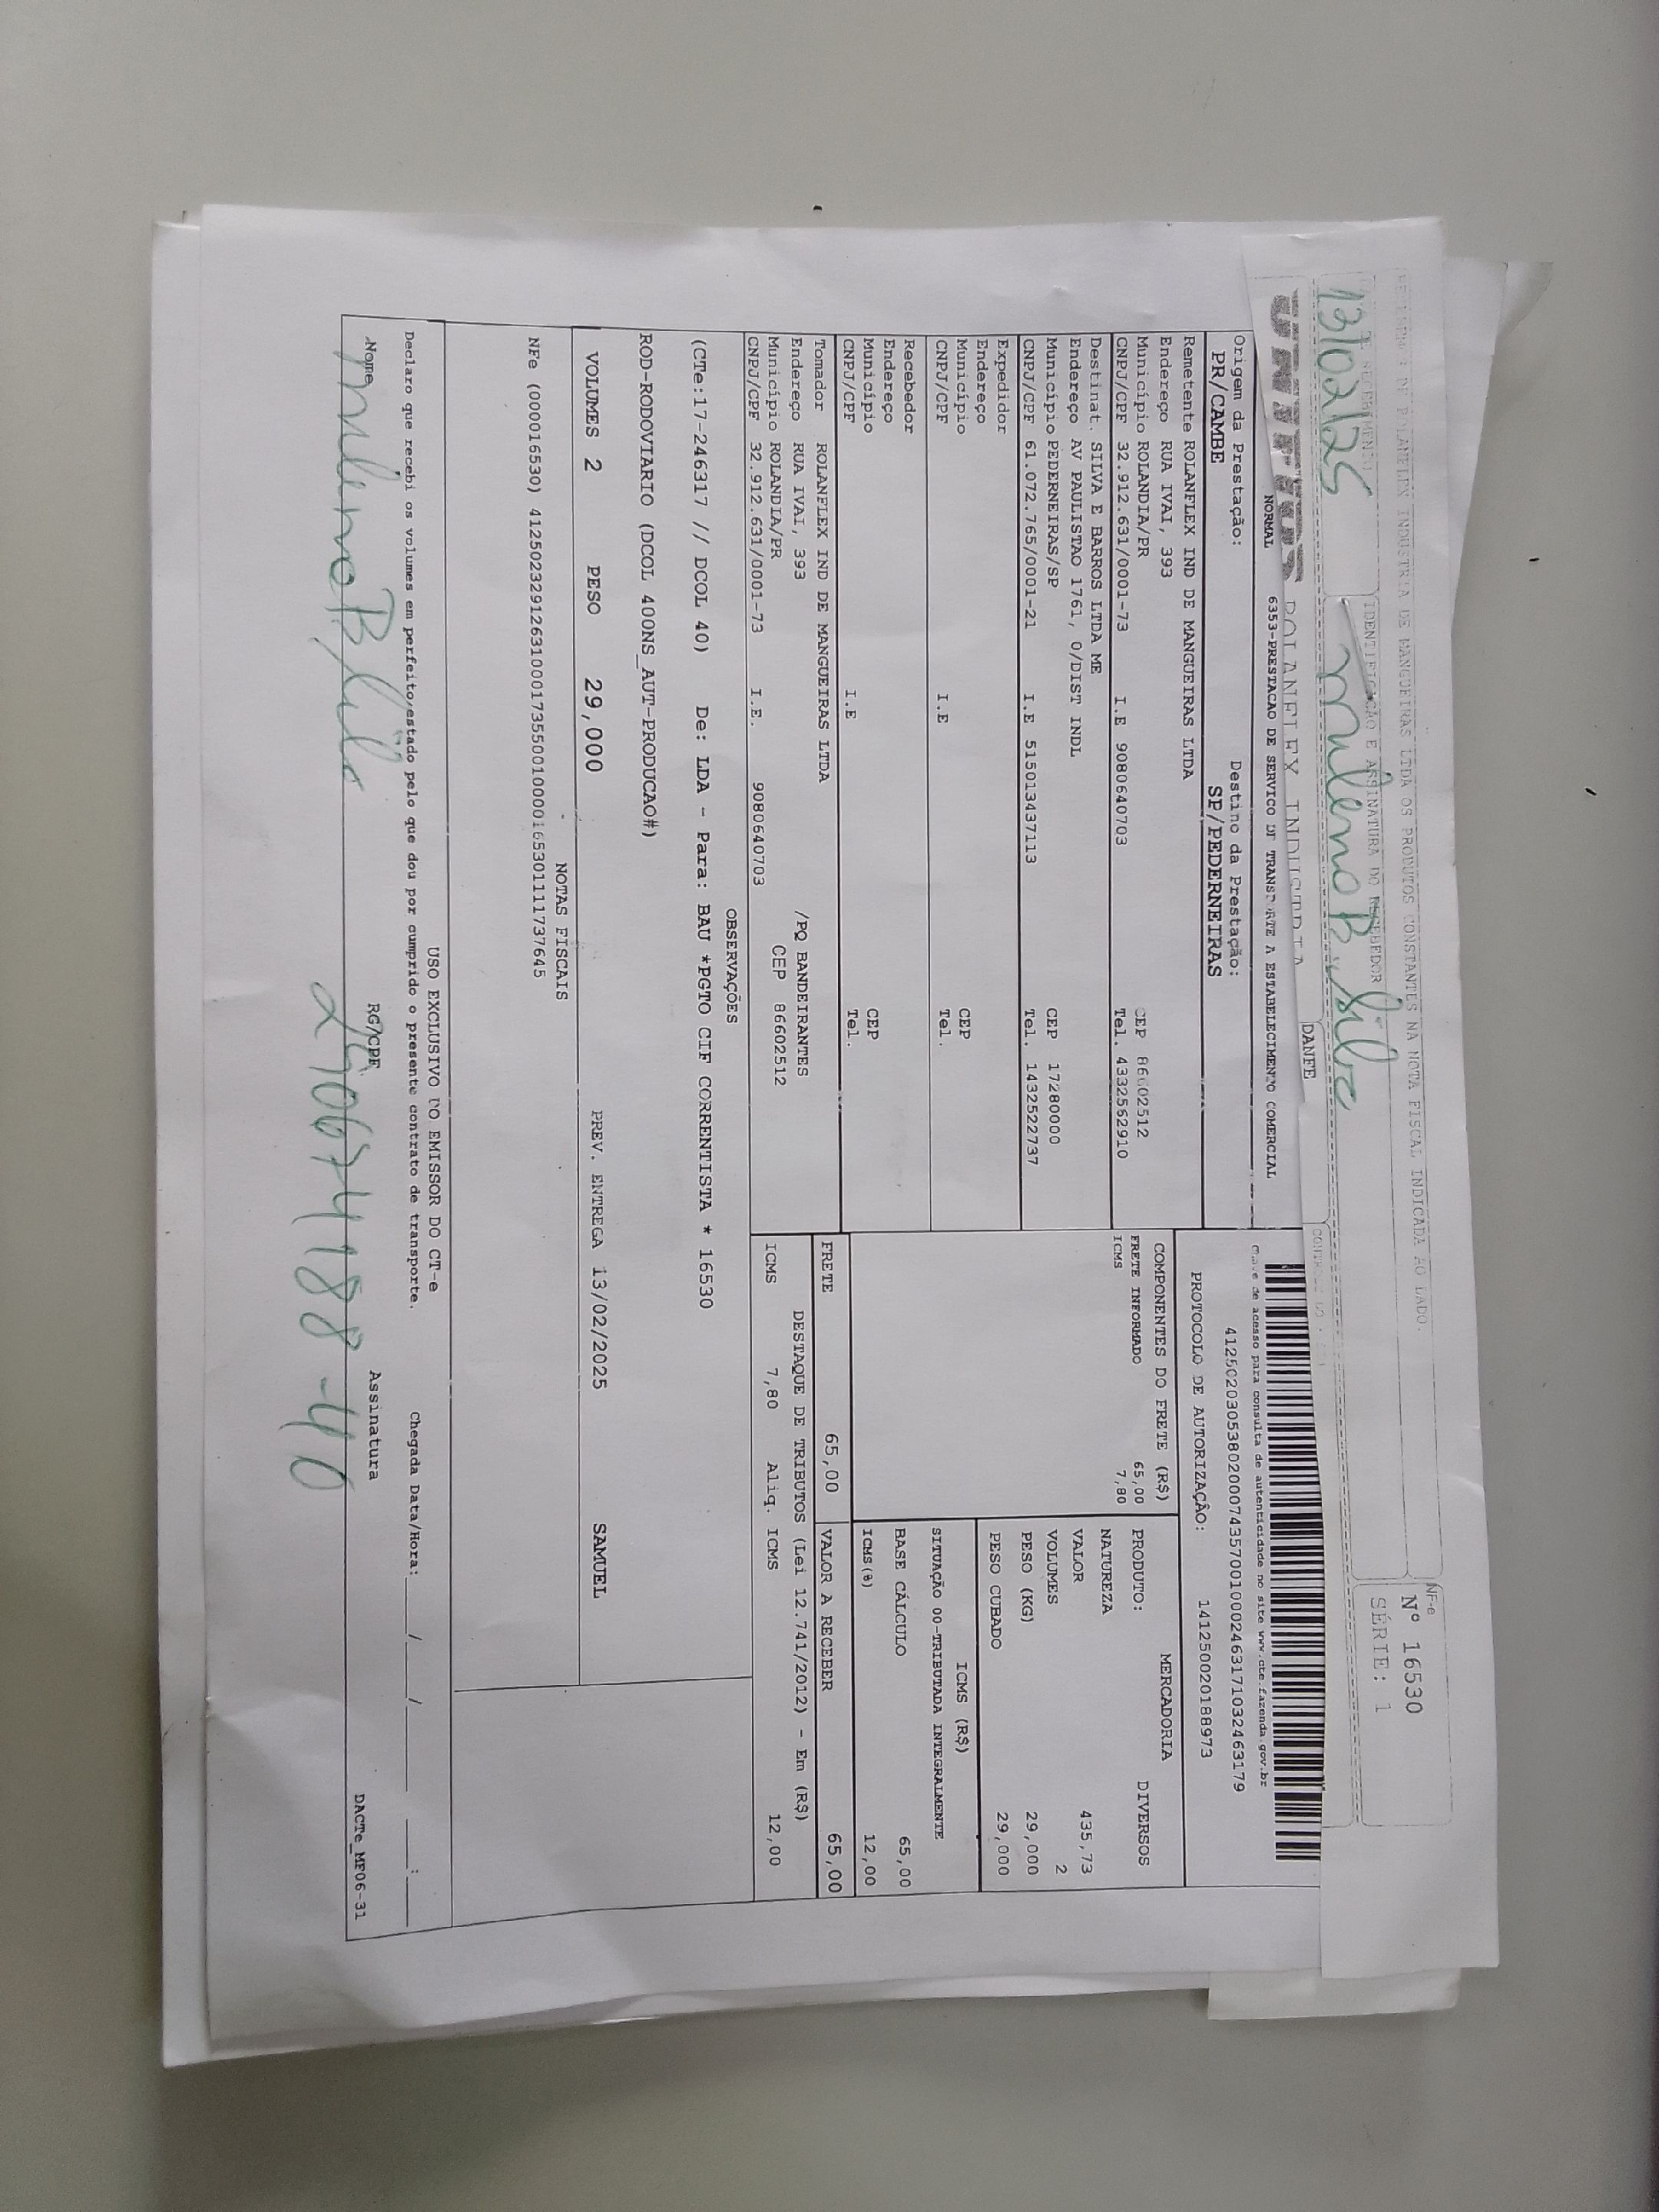 DE ROLANFLEX INDUSTRIA DE MANGUEIRAS LTDA OS PRODUTOS CONSTANTES NA NOTA FISCAL INDICADA AO LADO.
NF-e
Nº 16530
SÉRIE: 1
RECEBIMENTO
IDENTIFICAÇÃO E ASSINATURA DO RECEBEDOR
13/02/25
Milena B. Silva
ROLANFLEX INDUSTRIA
DANFE
NORMAL
6353-PRESTACAO DE SERVICO DE TRANSPORTE A ESTABELECIMENTO COMERCIAL
Chave de acesso para consulta de autenticidade no site www.cte.fazenda.gov.br
41250203053802000743570010002463171032463179
PROTOCOLO DE AUTORIZAÇÃO: 141250020188973
Origem da Prestação: Destino da Prestação:
PR/CAMBE SP/PEDERNEIRAS
Remetente ROLANFLEX IND DE MANGUEIRAS LTDA
Endereço RUA IVAI, 393
Município ROLANDIA/PR CEP 86602512
CNPJ/CPF 32.912.631/0001-73 I.E 9080640703 Tel. 4332562910
Destinat. SILVA E BARROS LTDA ME
Endereço AV PAULISTAO 1761, 0/DIST INDL
Município PEDERNEIRAS/SP CEP 17280000
CNPJ/CPF 61.072.765/0001-21 I.E 515013437113 Tel. 1432522737
Expedidor
Endereço
Município CEP
CNPJ/CPF I.E Tel.
Recebedor
Endereço
Município CEP
CNPJ/CPF I.E Tel.
Tomador ROLANFLEX IND DE MANGUEIRAS LTDA
Endereço RUA IVAI, 393 /PQ BANDEIRANTES
Município ROLANDIA/PR CEP 86602512
CNPJ/CPF 32.912.631/0001-73 I.E. 9080640703
COMPONENTES DO FRETE (R$)
FRETE INFORMADO 65,00
ICMS 7,80
MERCADORIA
PRODUTO: DIVERSOS
NATUREZA
VALOR 435,73
VOLUMES 2
PESO (KG) 29,000
PESO CUBADO 29,000
ICMS (R$)
SITUAÇÃO 00-TRIBUTADA INTEGRALMENTE
BASE CÁLCULO 65,00
ICMS(%) 12,00
FRETE 65,00 VALOR A RECEBER 65,00
DESTAQUE DE TRIBUTOS (Lei 12.741/2012) - Em (R$)
ICMS 7,80 Aliq. ICMS 12,00
OBSERVAÇÕES
(CTe:17-246317 // DCOL 40) De: LDA - Para: BAU *PGTO CIF CORRENTISTA * 16530
ROD-RODOVIARIO (DCOL 400NS_AUT-PRODUCAO#)
VOLUMES 2 PESO 29,000 PREV. ENTREGA 13/02/2025 SAMUEL
NOTAS FISCAIS
NFe (000016530) 41250232912631000173550010000165301111737645
USO EXCLUSIVO DO EMISSOR DO CT-e
Declaro que recebi os volumes em perfeito estado pelo que dou por cumprido o presente contrato de transporte. Chegada Data/Hora:____/____/______ ____:____
Nome RG/CPF Assinatura DACTe_MF06-31
Milena B. Silva